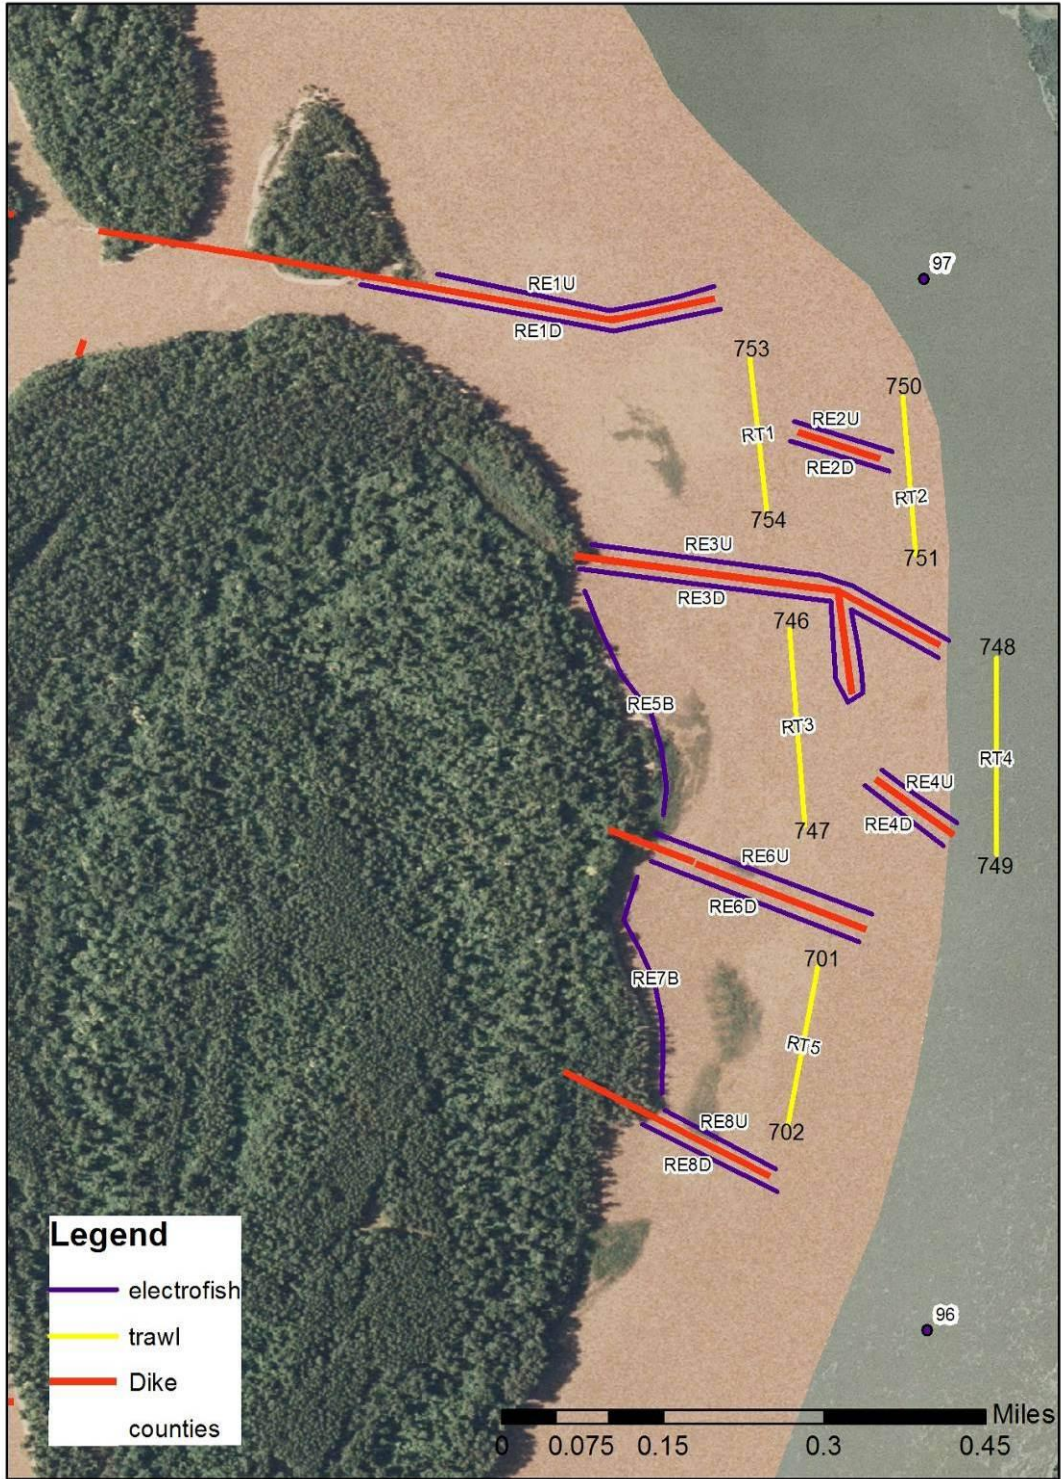 97
RE1U
RE1D
753
750
RE2U
RT1
RE2D
RT2
754
751
RE3U
RE3D
746
748
RE5B
RT3
RT4
RE4U
RE4D
747
RE6U
749
RE6D
701
RE7B
RT5
RE8U
702
RE8D
Legend
electrofish
trawl
Dike
counties
96
Miles
0 0.075 0.15 0.3 0.45